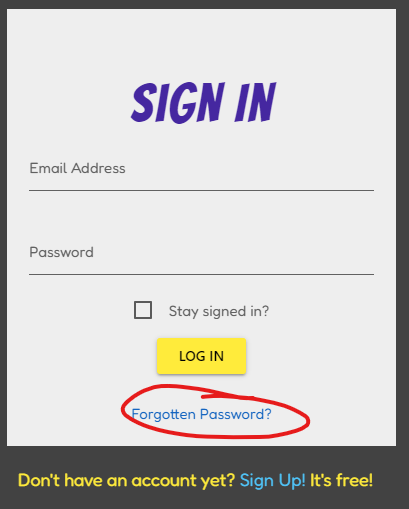 SIGN IN
Email Address
Password
Stay signed in?
LOG IN
Forgotten Password?
Don't have an account yet? Sign Up! It's free!